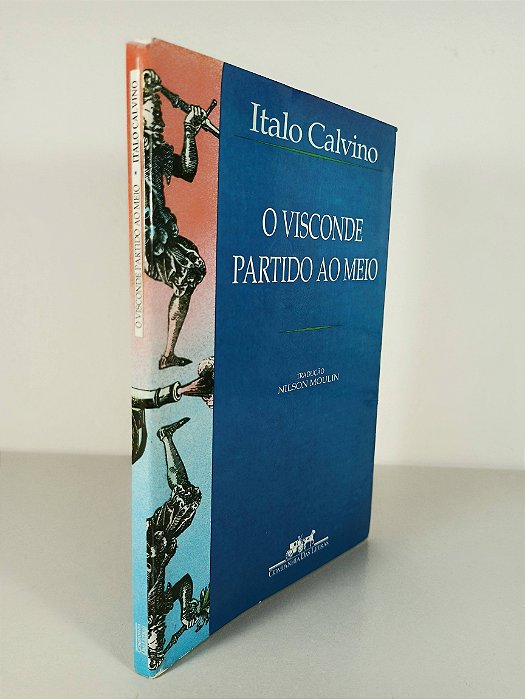 Italo Calvino
O VISCONDE
PARTIDO AO MEIO
TRADUÇÃO
NILSON MOULIN
COMPANHIA DAS LETRAS
O VISCONDE PARTIDO AO MEIO * ITALO CALVINO